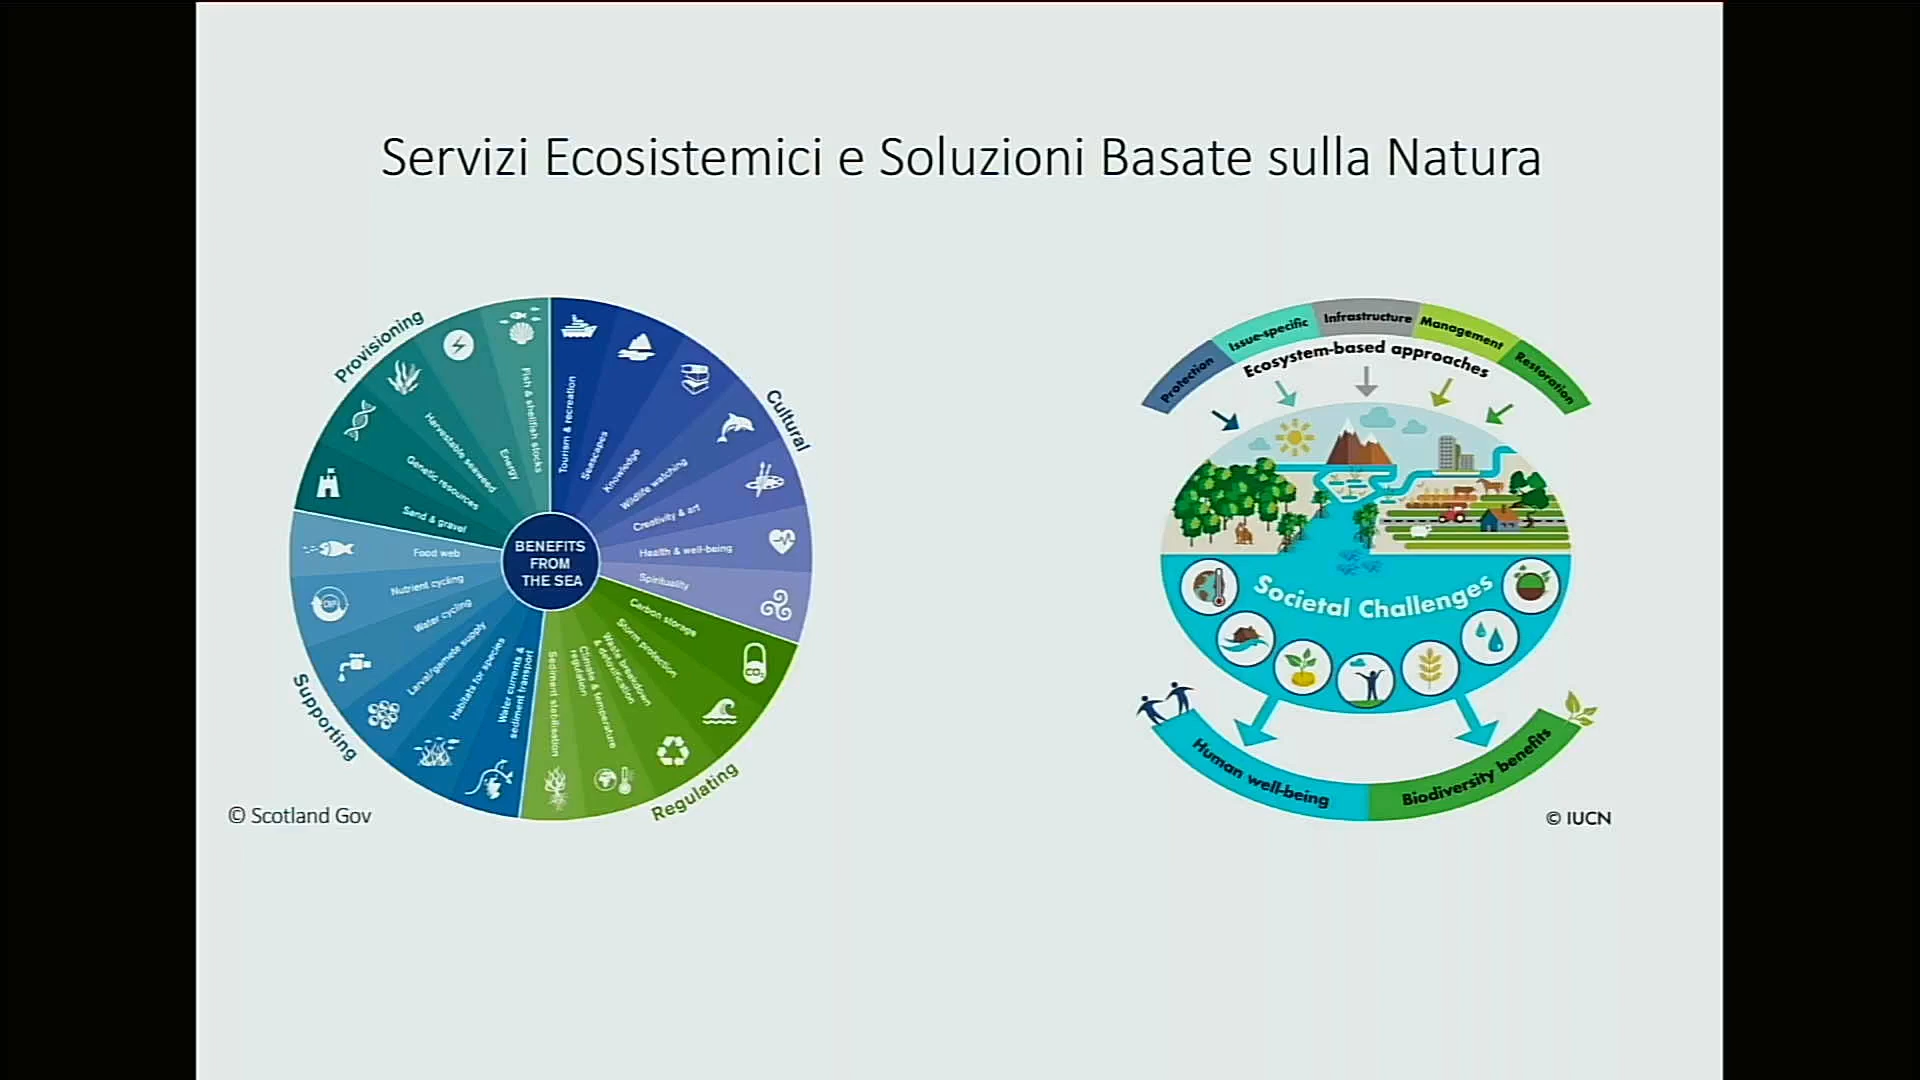 Servizi Ecosistemici e Soluzioni Basate sulla Natura
Provisioning
Fish & shellfish stocks
Energy
Harvestable seaweed
Genetic resources
Sand & gravel
Cultural
Tourism & recreation
Seascapes
Knowledge
Wildlife watching
Creativity & art
Health & well-being
Spirituality
BENEFITS
FROM
THE SEA
Supporting
Food web
Nutrient cycling
Water cycling
Larval/gamete supply
Habitats for species
Water currents &
sediment transport
Regulating
Carbon storage
Storm protection
Waste breakdown
& detoxification
Climate & temperature
regulation
Sediment stabilisation
CO₂
© Scotland Gov
Protection
Issue-specific
Infrastructure
Management
Restoration
Ecosystem-based approaches
Societal Challenges
Human well-being
Biodiversity benefits
© IUCN